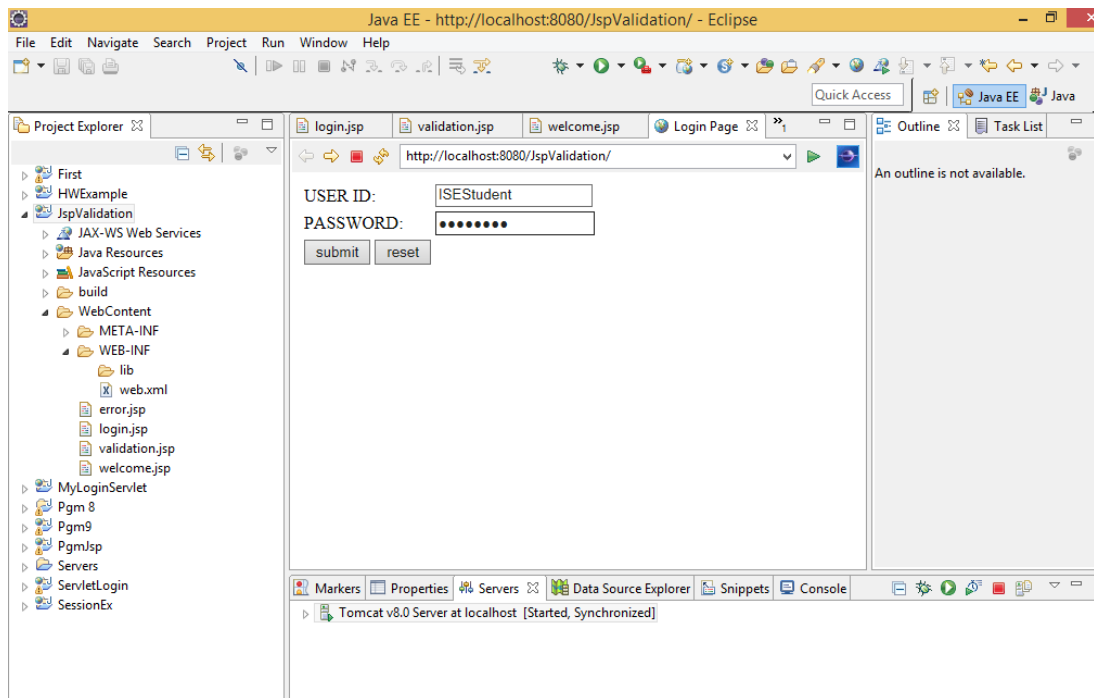 Java EE - http://localhost:8080/JspValidation/ - Eclipse
File Edit Navigate Search Project Run Window Help
Quick Access
Java EE
Java
Project Explorer
First
HWExample
JspValidation
JAX-WS Web Services
Java Resources
JavaScript Resources
build
WebContent
META-INF
WEB-INF
lib
web.xml
error.jsp
login.jsp
validation.jsp
welcome.jsp
MyLoginServlet
Pgm 8
Pgm9
PgmJsp
Servers
ServletLogin
SessionEx
login.jsp validation.jsp welcome.jsp Login Page »1
http://localhost:8080/JspValidation/
USER ID: ISEStudent
PASSWORD: ●●●●●●●●
submit reset
Outline Task List
An outline is not available.
Markers Properties Servers Data Source Explorer Snippets Console
Tomcat v8.0 Server at localhost [Started, Synchronized]